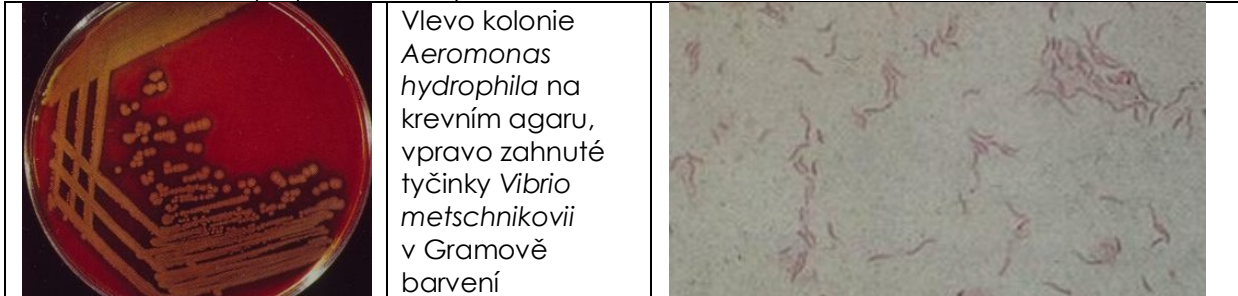 Vlevo kolonie
Aeromonas
hydrophila na
krevním agaru,
vpravo zahnuté
tyčinky Vibrio
metschnikovii
v Gramově
barvení